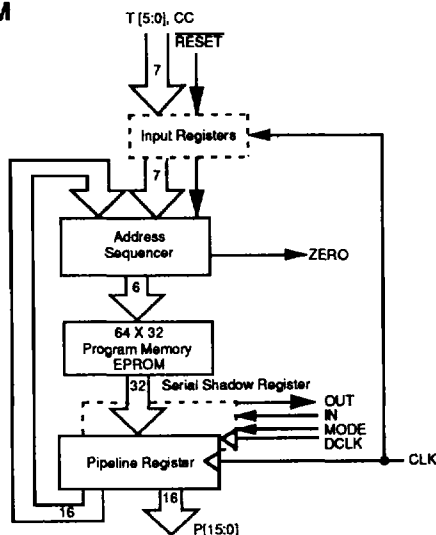 M
T [5:0], CC
RESET
7
Input Registers
7
Address
Sequencer
ZERO
6
64 X 32
Program Memory
EPROM
32
Serial Shadow Register
OUT
IN
MODE
DCLK
Pipeline Register
CLK
16
16
P[15:0]